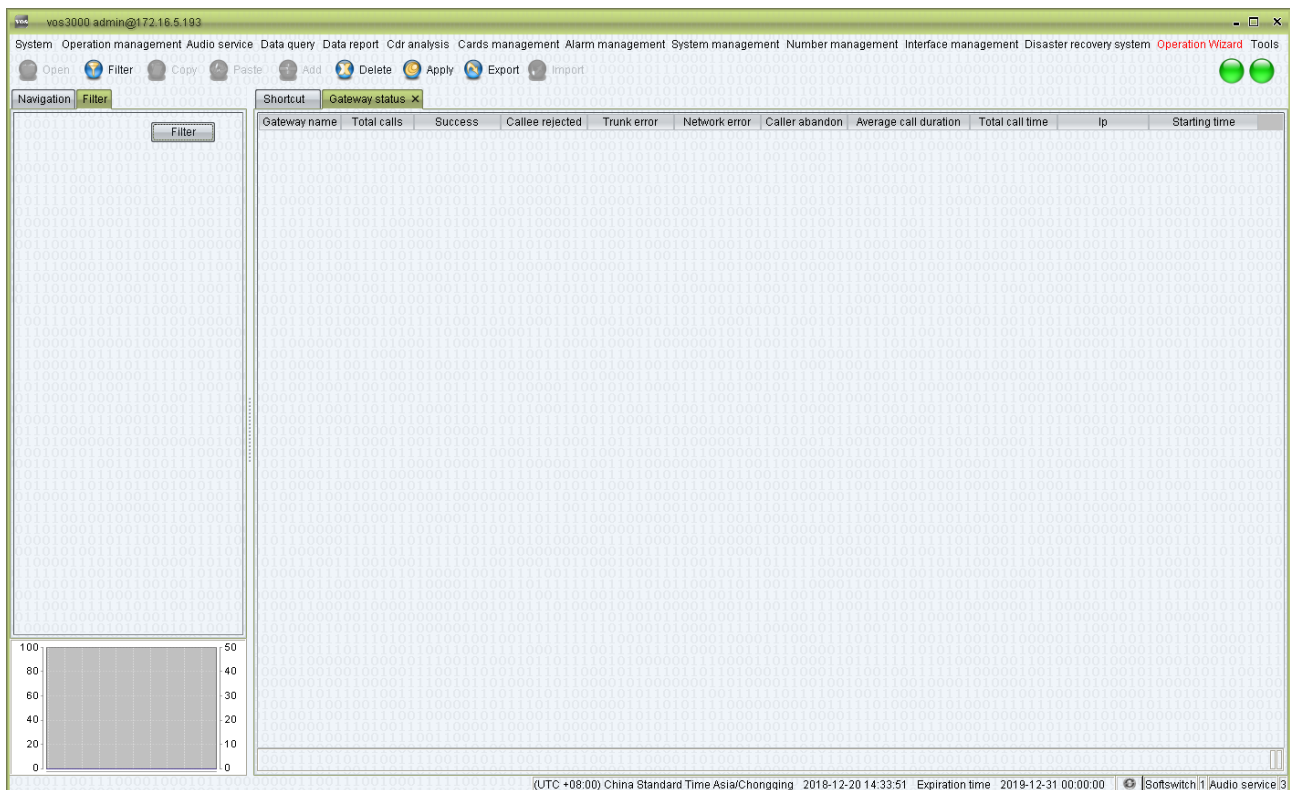 vos vos3000 admin@172.16.5.193
System Operation management Audio service Data query Data report Cdr analysis Cards management Alarm management System management Number management Interface management Disaster recovery system Operation Wizard Tools
Open Filter Copy Paste Add Delete Apply Export Import
Navigation Filter
Filter
Shortcut Gateway status
Gateway name Total calls Success Callee rejected Trunk error Network error Caller abandon Average call duration Total call time Ip Starting time
100 50
80 40
60 30
40 20
20 10
0 0
(UTC +08:00) China Standard Time Asia/Chongqing 2018-12-20 14:33:51 Expiration time 2019-12-31 00:00:00 Softswitch 1 Audio service 3